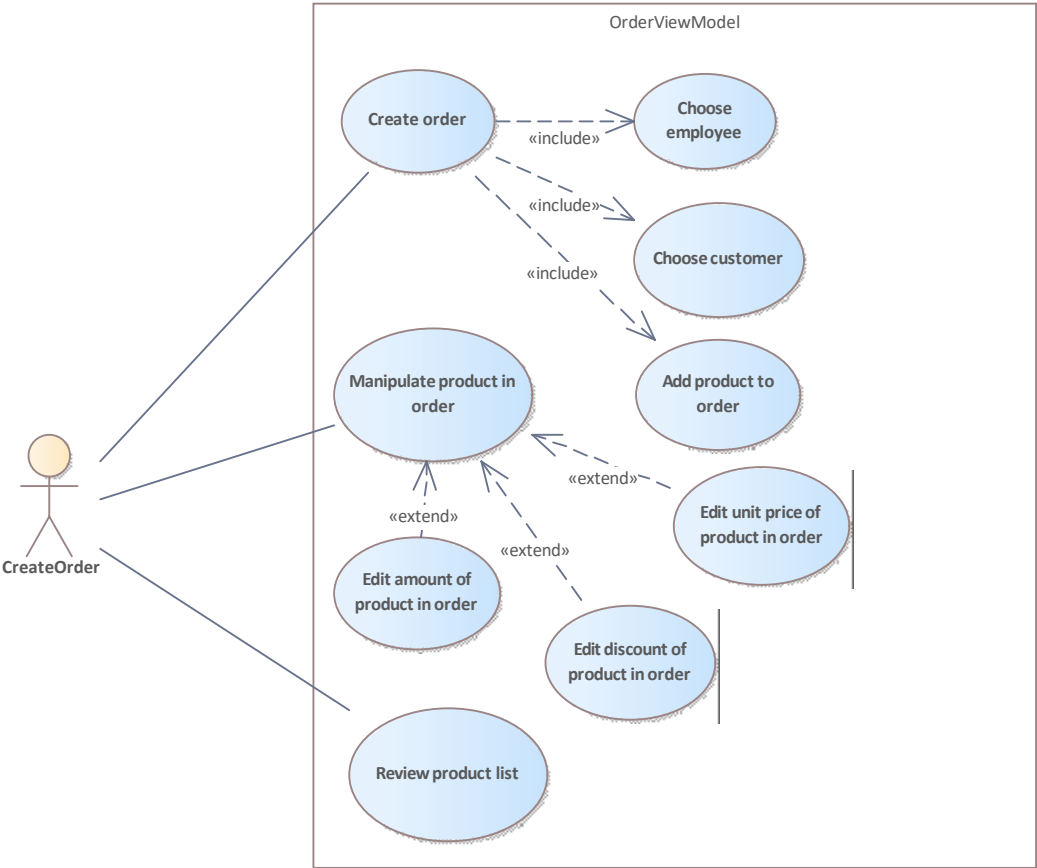 OrderViewModel
Create order
Choose
employee
«include»
«include»
Choose customer
«include»
Manipulate product in
order
Add product to
order
«extend»
Edit unit price of
product in order
«extend»
«extend»
CreateOrder
Edit amount of
product in order
Edit discount of
product in order
Review product list